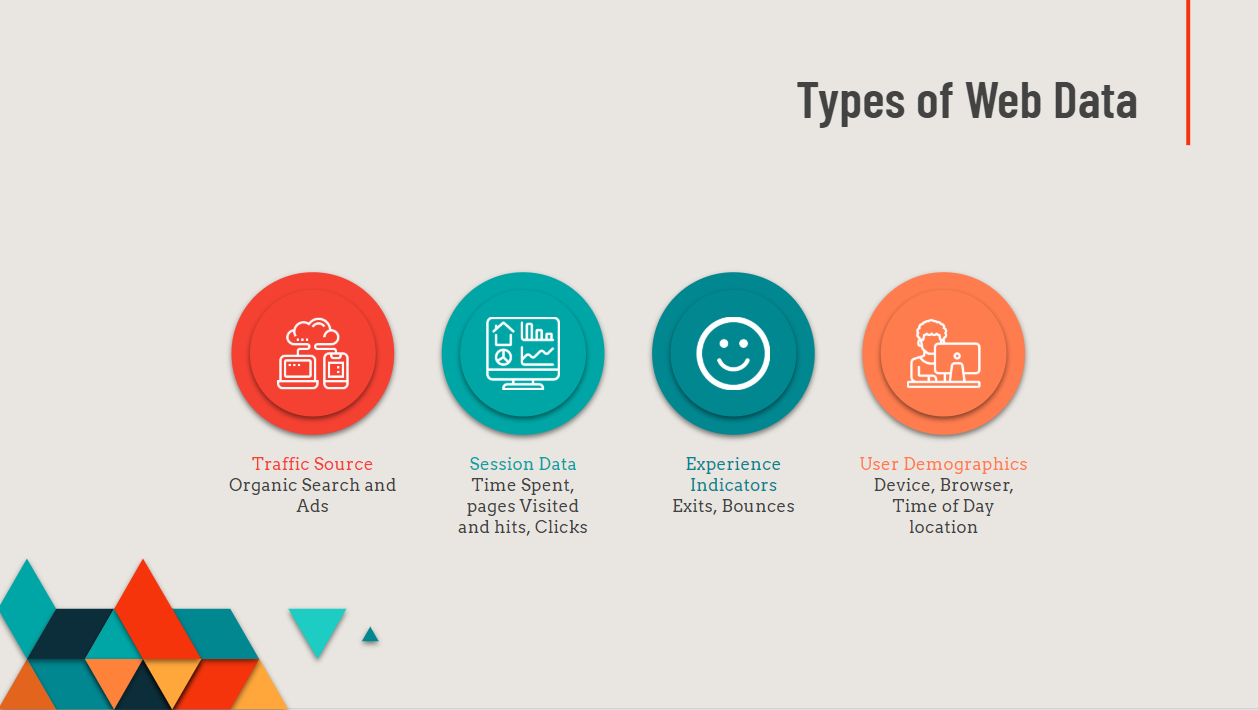 Types of Web Data
Traffic Source
Organic Search and
Ads
Session Data
Time Spent,
pages Visited
and hits, Clicks
Experience
Indicators
Exits, Bounces
User Demographics
Device, Browser,
Time of Day
location